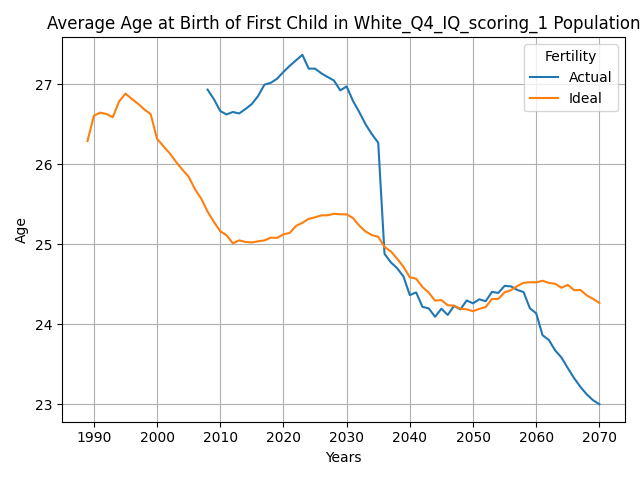 Average Age at Birth of First Child in White_Q4_IQ_scoring_1 Population
Fertility
Actual
Ideal
27
26
25
24
23
Age
1990 2000 2010 2020 2030 2040 2050 2060 2070
Years